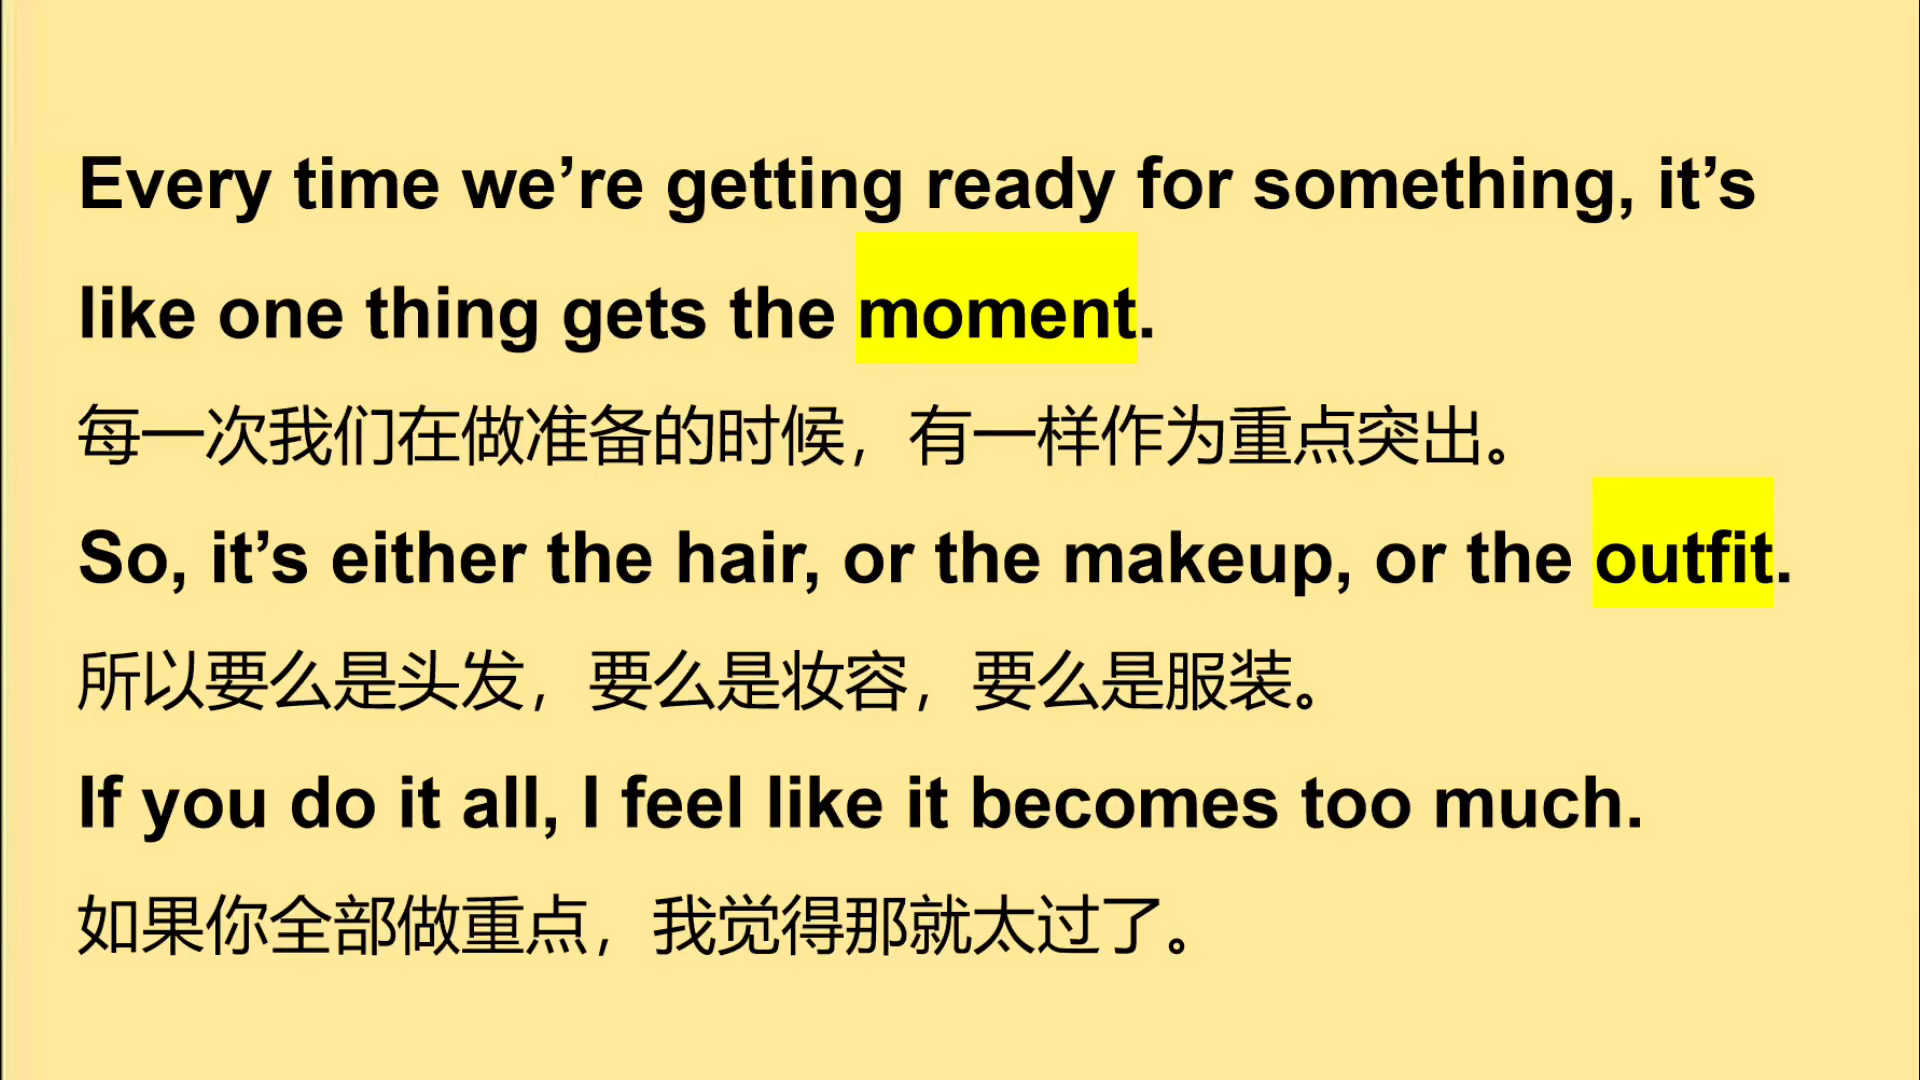 Every time we’re getting ready for something, it’s
like one thing gets the moment.
每一次我们在做准备的时候，有一样作为重点突出。
So, it’s either the hair, or the makeup, or the outfit.
所以要么是头发，要么是妆容，要么是服装。
If you do it all, I feel like it becomes too much.
如果你全部做重点，我觉得那就太过了。